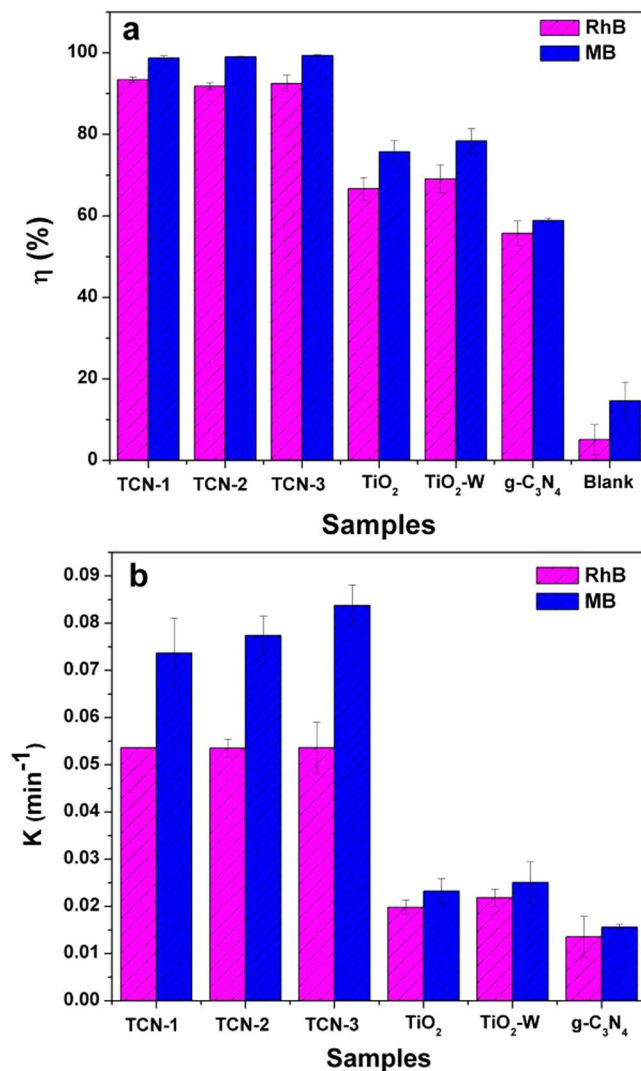 a
RhB
MB
100
80
60
40
20
0
η (%)
TCN-1 TCN-2 TCN-3 TiO₂ TiO₂-W g-C₃N₄ Blank
Samples
b
RhB
MB
0.09
0.08
0.07
0.06
0.05
0.04
0.03
0.02
0.01
0.00
K (min⁻¹)
TCN-1 TCN-2 TCN-3 TiO₂ TiO₂-W g-C₃N₄
Samples